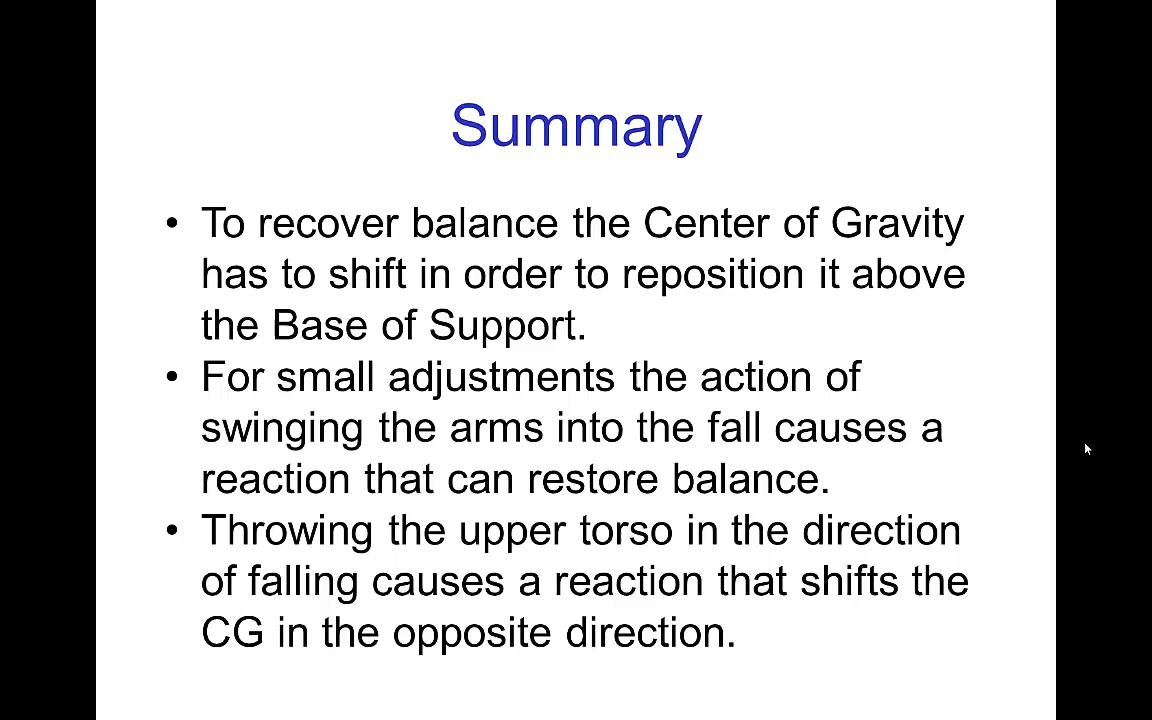 Summary
• To recover balance the Center of Gravity
has to shift in order to reposition it above
the Base of Support.
• For small adjustments the action of
swinging the arms into the fall causes a
reaction that can restore balance.
• Throwing the upper torso in the direction
of falling causes a reaction that shifts the
CG in the opposite direction.